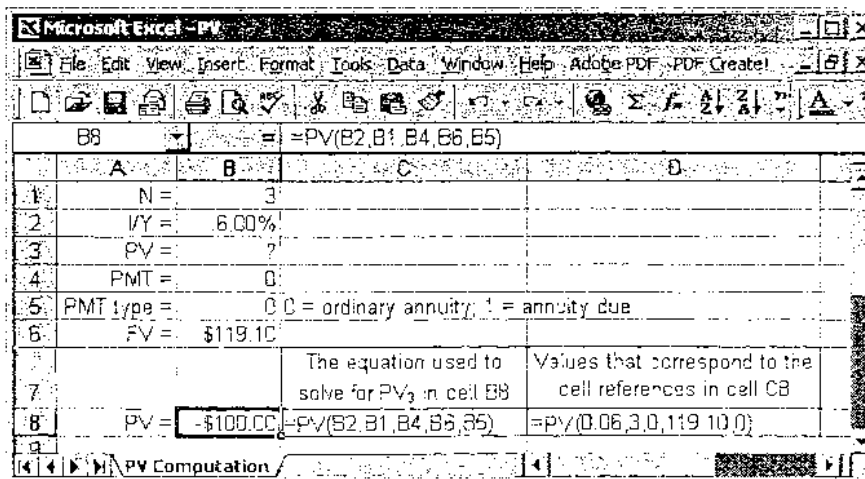 Microsoft Excel - PV
File Edit View Insert Format Tools Data Window Help Adobe PDF PDF Create!
B8 = =PV(B2,B1,B4,B6,B5)
A B C D
1 N = 3
2 I/Y = 6.00%
3 PV = ?
4 PMT = 0
5 PMT type = 0 0 = ordinary annuity; 1 = annuity due
6 FV = $119.10
The equation used to Values that correspond to the
7 solve for PV₃ in cell B8 cell references in cell C8
8 PV = -$100.00 =PV(B2,B1,B4,B6,B5) =PV(0.06,3,0,119.10,0)
9
PV Computation